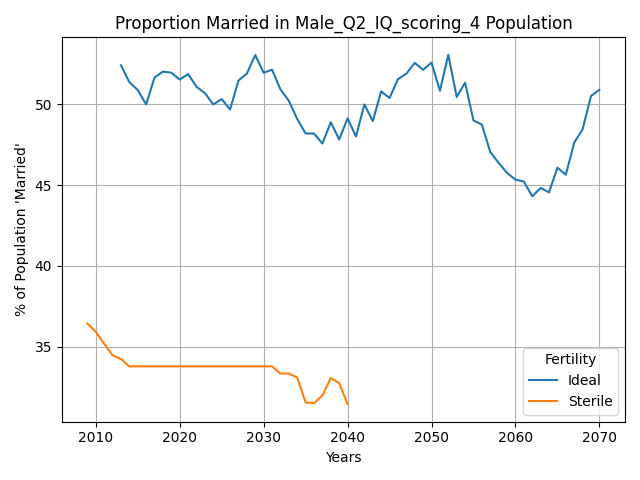 Proportion Married in Male_Q2_IQ_scoring_4 Population
% of Population 'Married'
50
45
40
35
Fertility
Ideal
Sterile
2010 2020 2030 2040 2050 2060 2070
Years